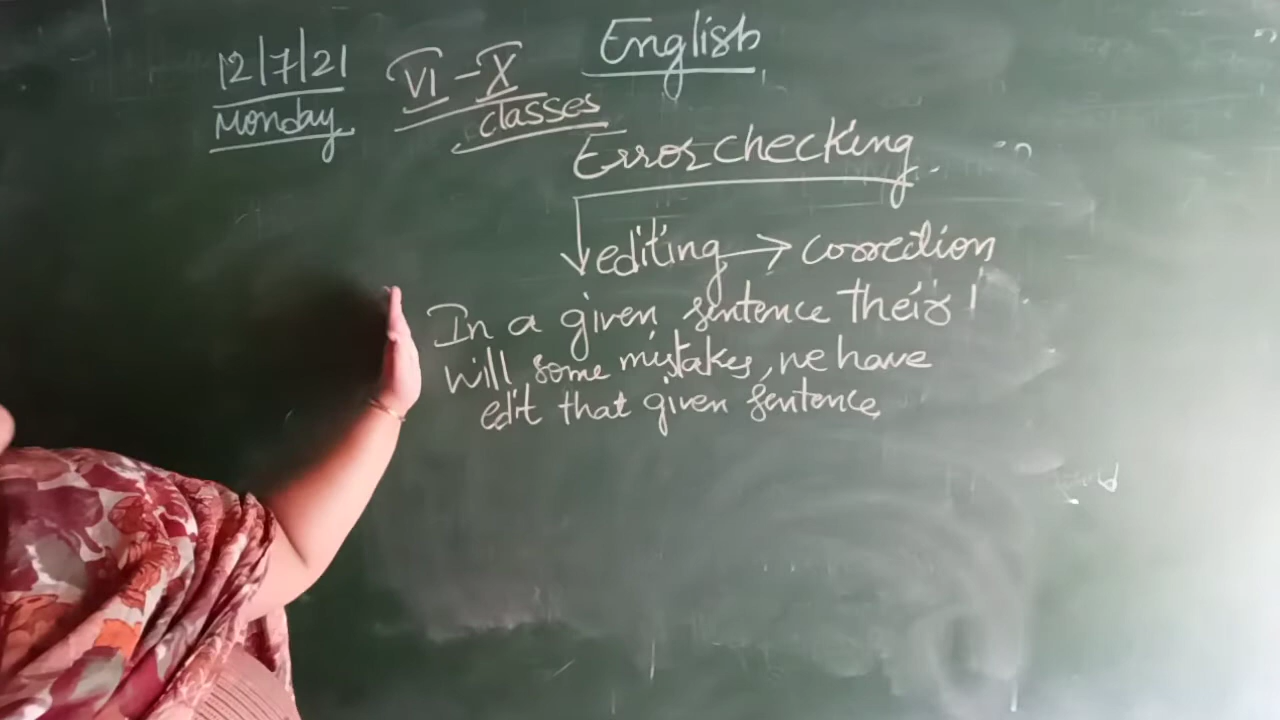 12/7/21
Monday
VI - X
classes
English
Error checking
editing → correction
In a given sentence their
will some mistakes, we have
edit that given sentence